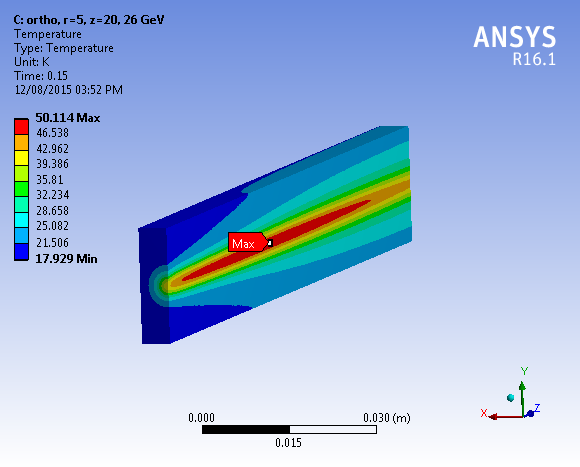 C: ortho, r=5, z=20, 26 GeV
Temperature
Type: Temperature
Unit: K
Time: 0.15
12/08/2015 03:52 PM
ANSYS
R16.1
50.114 Max
46.538
42.962
39.386
35.81
32.234
28.658
25.082
21.506
17.929 Min
Max
0.000
0.030 (m)
0.015
Y
X
Z